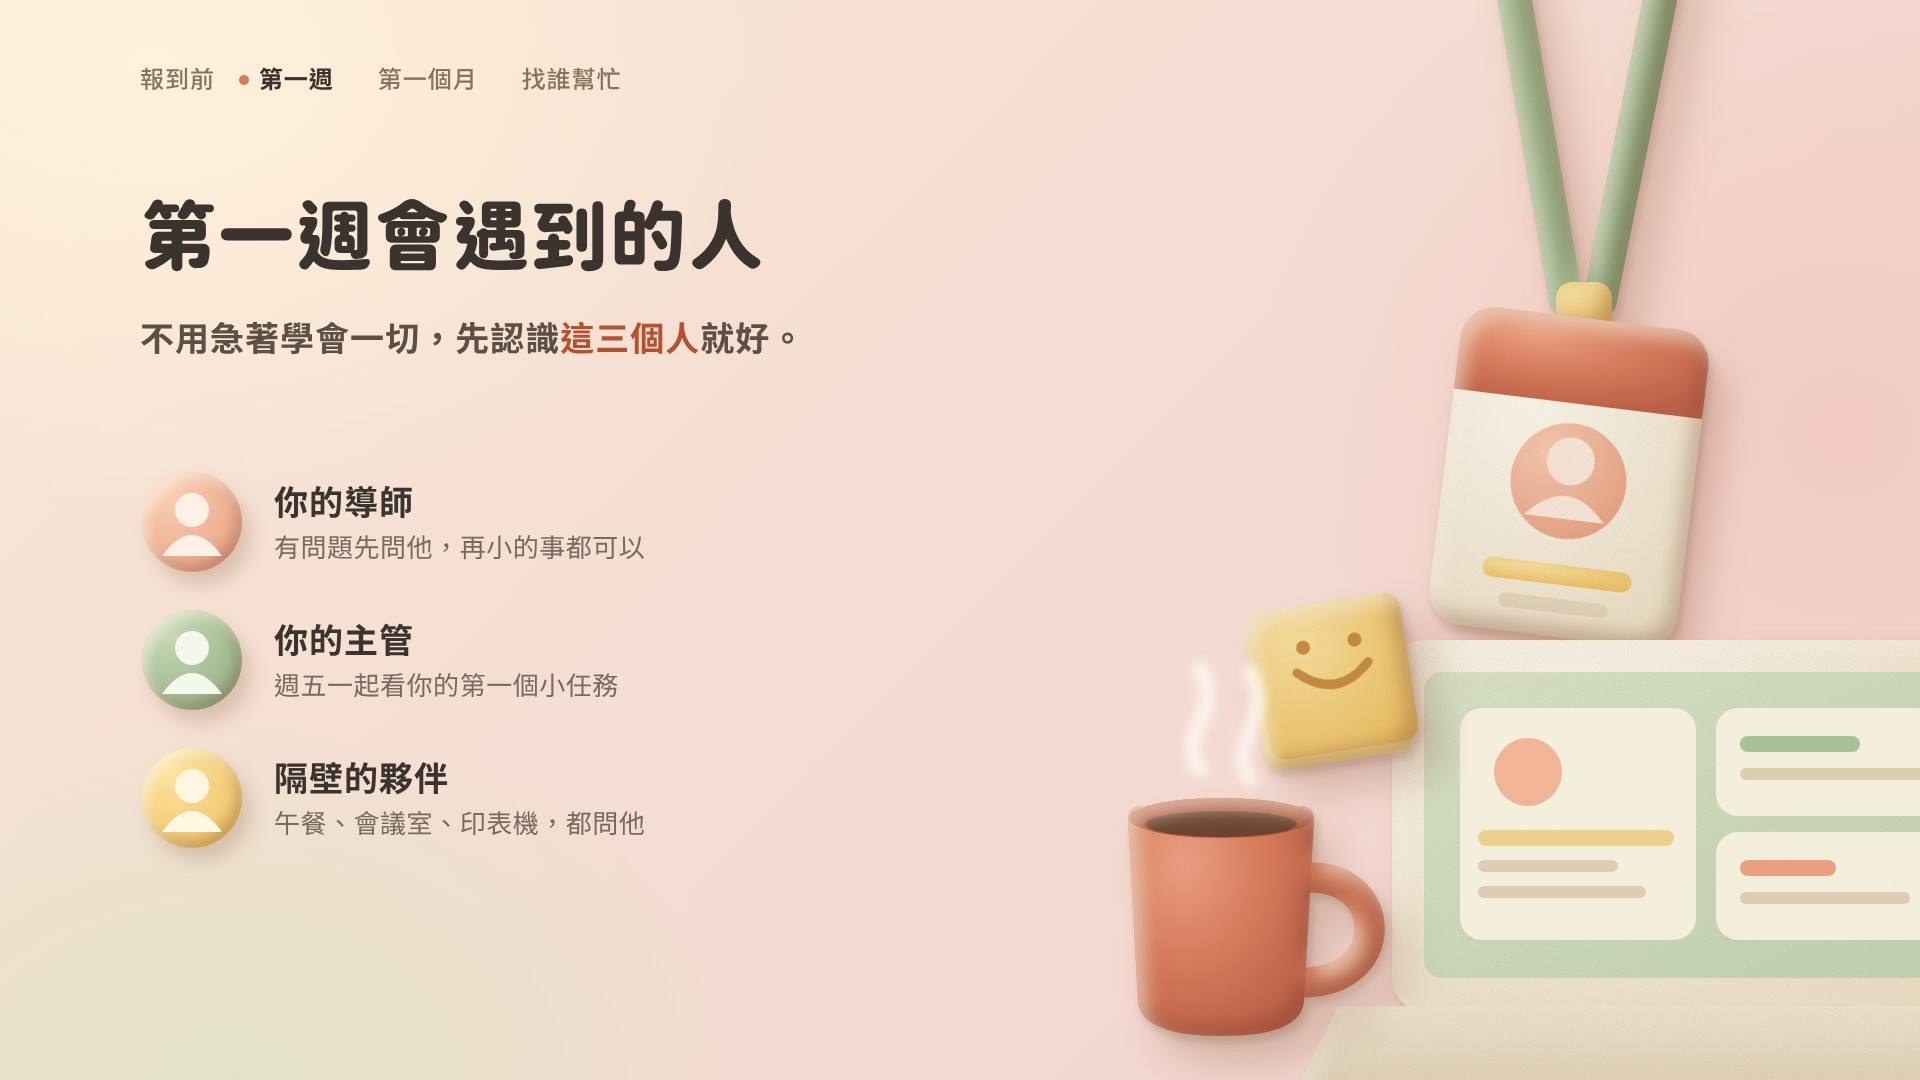 報到前 第一週 第一個月 找誰幫忙
第一週會遇到的人
不用急著學會一切，先認識這三個人就好。
你的導師
有問題先問他，再小的事都可以
你的主管
週五一起看你的第一個小任務
隔壁的夥伴
午餐、會議室、印表機，都問他